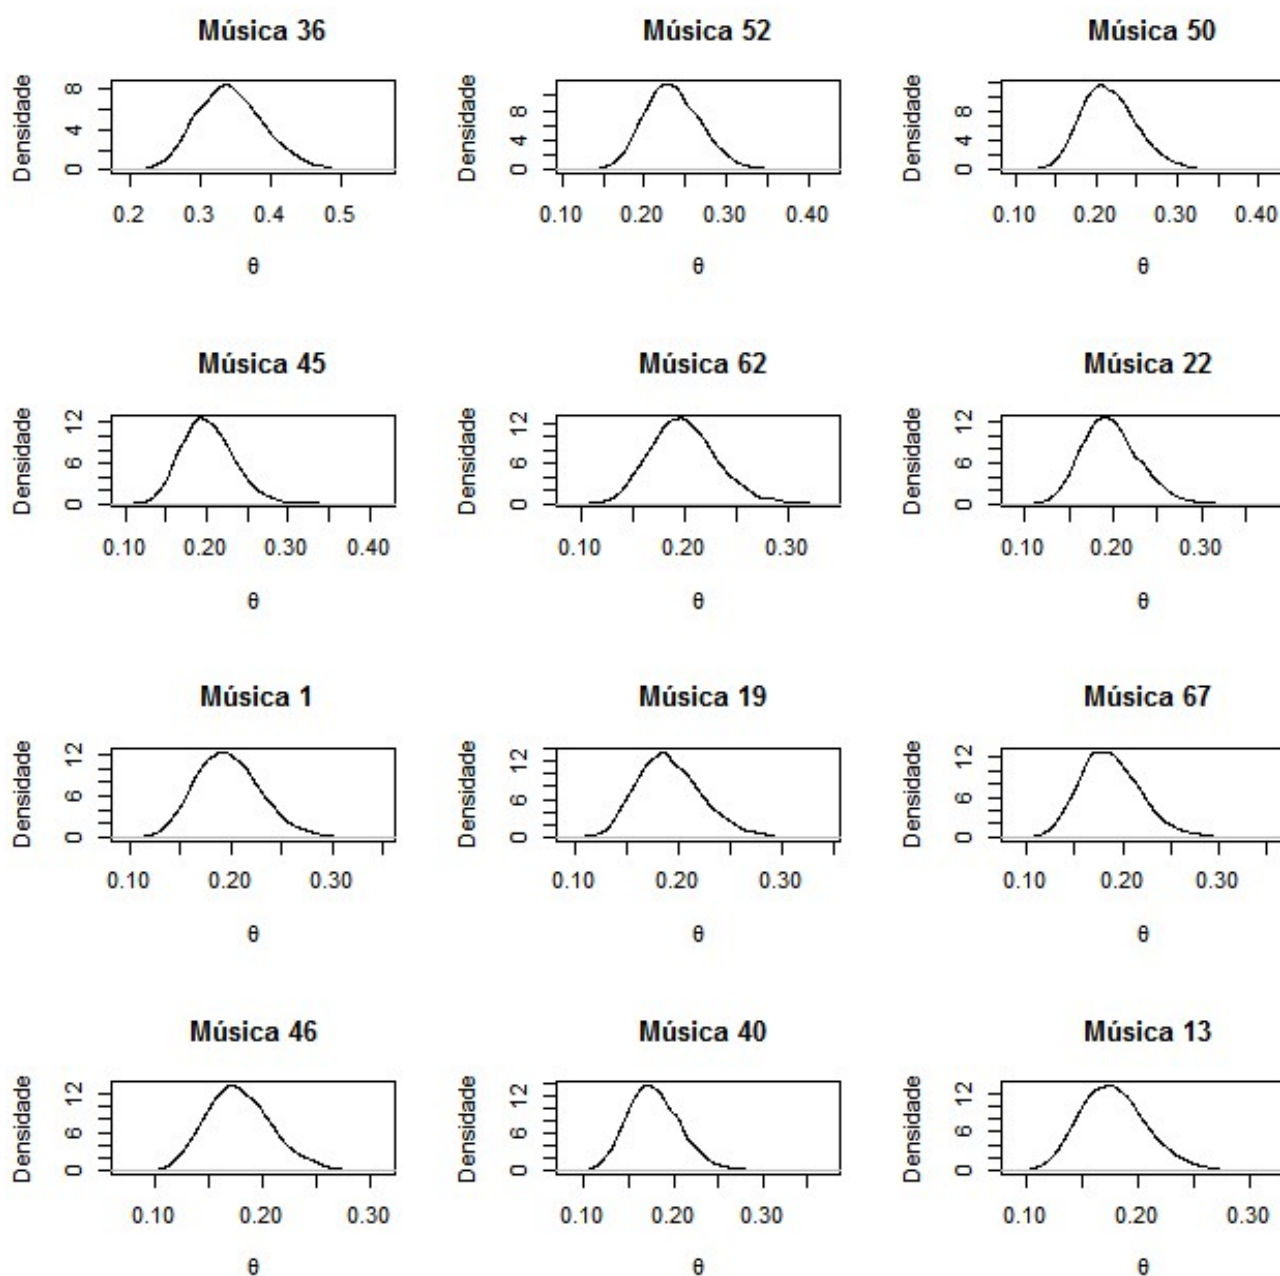 Música 36
Densidade
0 4 8
0.2 0.3 0.4 0.5
θ
Música 52
Densidade
0 4 8
0.10 0.20 0.30 0.40
θ
Música 50
Densidade
0 4 8
0.10 0.20 0.30 0.40
θ
Música 45
Densidade
0 6 12
0.10 0.20 0.30 0.40
θ
Música 62
Densidade
0 6 12
0.10 0.20 0.30
θ
Música 22
Densidade
0 6 12
0.10 0.20 0.30
θ
Música 1
Densidade
0 6 12
0.10 0.20 0.30
θ
Música 19
Densidade
0 6 12
0.10 0.20 0.30
θ
Música 67
Densidade
0 6 12
0.10 0.20 0.30
θ
Música 46
Densidade
0 6 12
0.10 0.20 0.30
θ
Música 40
Densidade
0 6 12
0.10 0.20 0.30
θ
Música 13
Densidade
0 6 12
0.10 0.20 0.30
θ